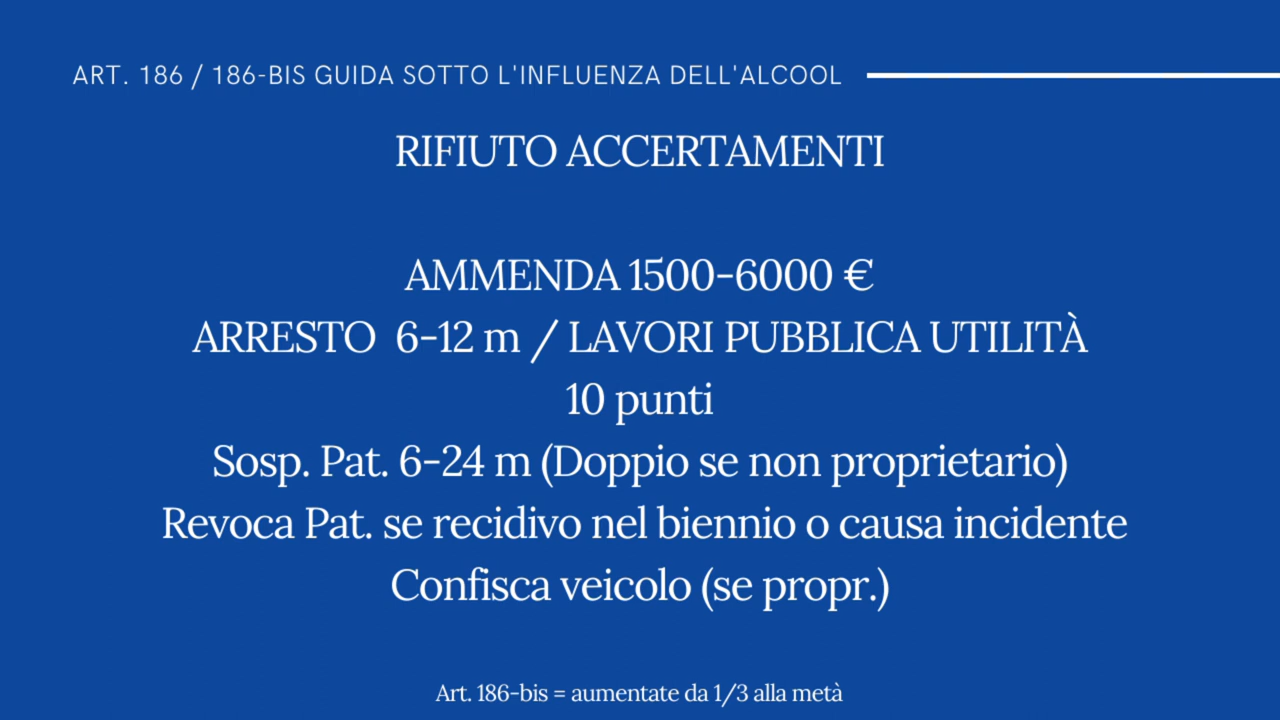 ART. 186 / 186-BIS GUIDA SOTTO L'INFLUENZA DELL'ALCOOL
RIFIUTO ACCERTAMENTI
AMMENDA 1500-6000 €
ARRESTO 6-12 m / LAVORI PUBBLICA UTILITÀ
10 punti
Sosp. Pat. 6-24 m (Doppio se non proprietario)
Revoca Pat. se recidivo nel biennio o causa incidente
Confisca veicolo (se propr.)
Art. 186-bis = aumentate da 1/3 alla metà